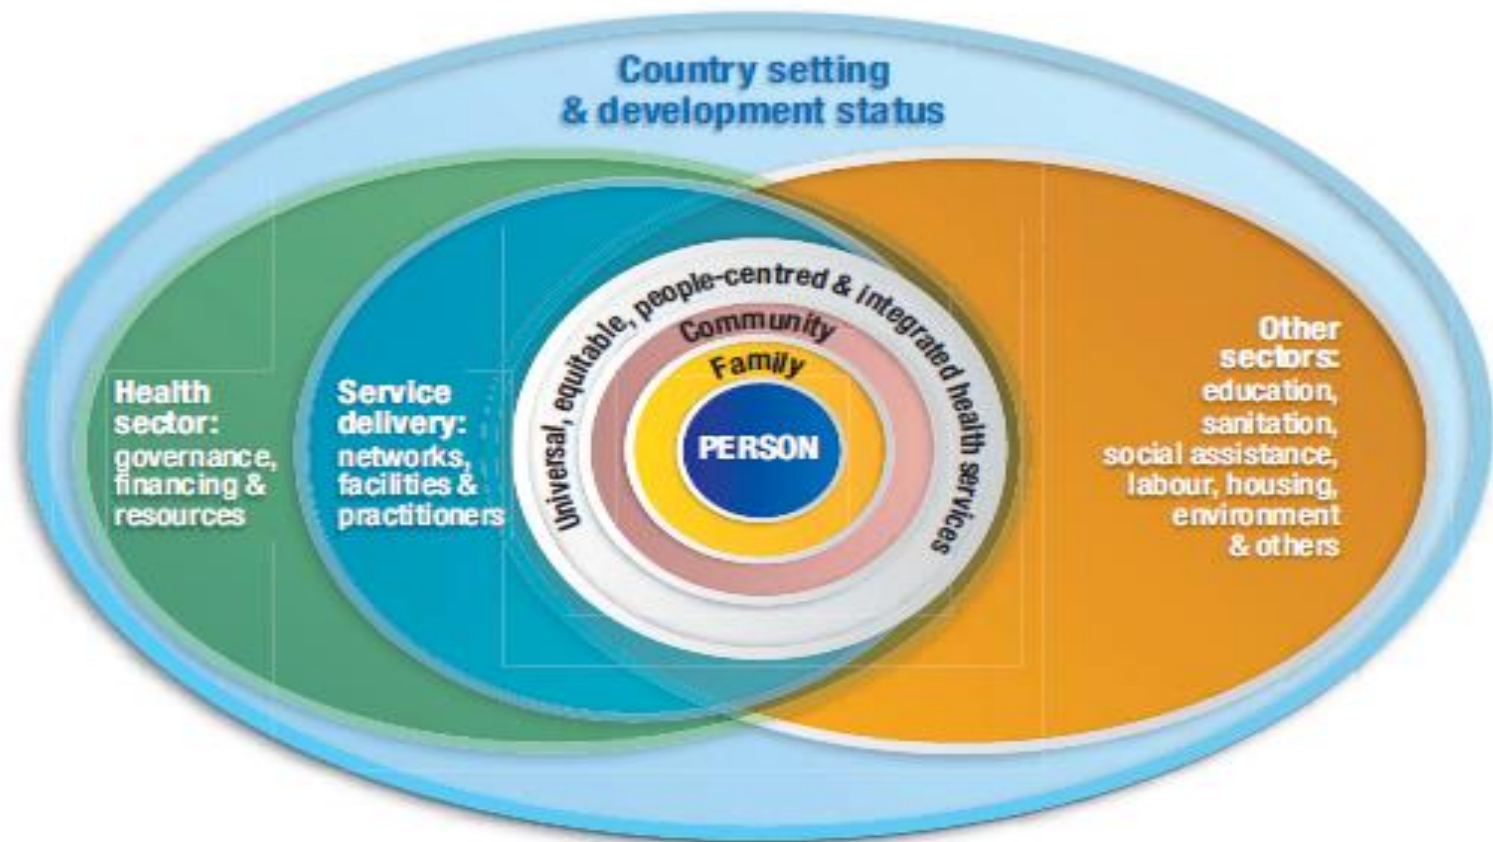 Country setting
& development status
Universal, equitable, people-centred & integrated health services
Community
Family
PERSON
Health
sector:
governance,
financing &
resources
Service
delivery:
networks,
facilities &
practitioners
Other
sectors:
education,
sanitation,
social assistance,
labour, housing,
environment
& others